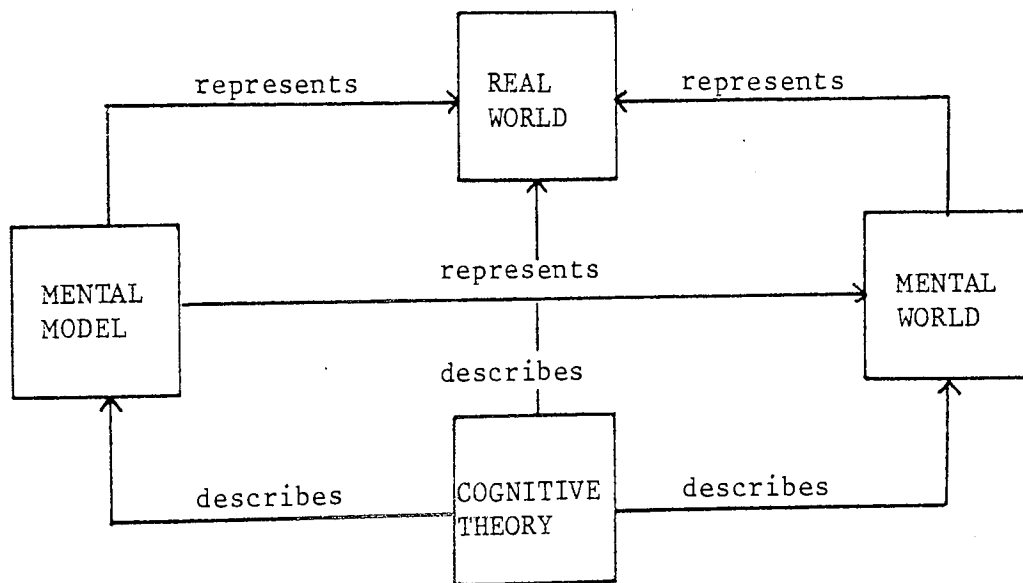 represents
REAL
WORLD
represents
MENTAL
MODEL
represents
MENTAL
WORLD
describes
describes
COGNITIVE
THEORY
describes